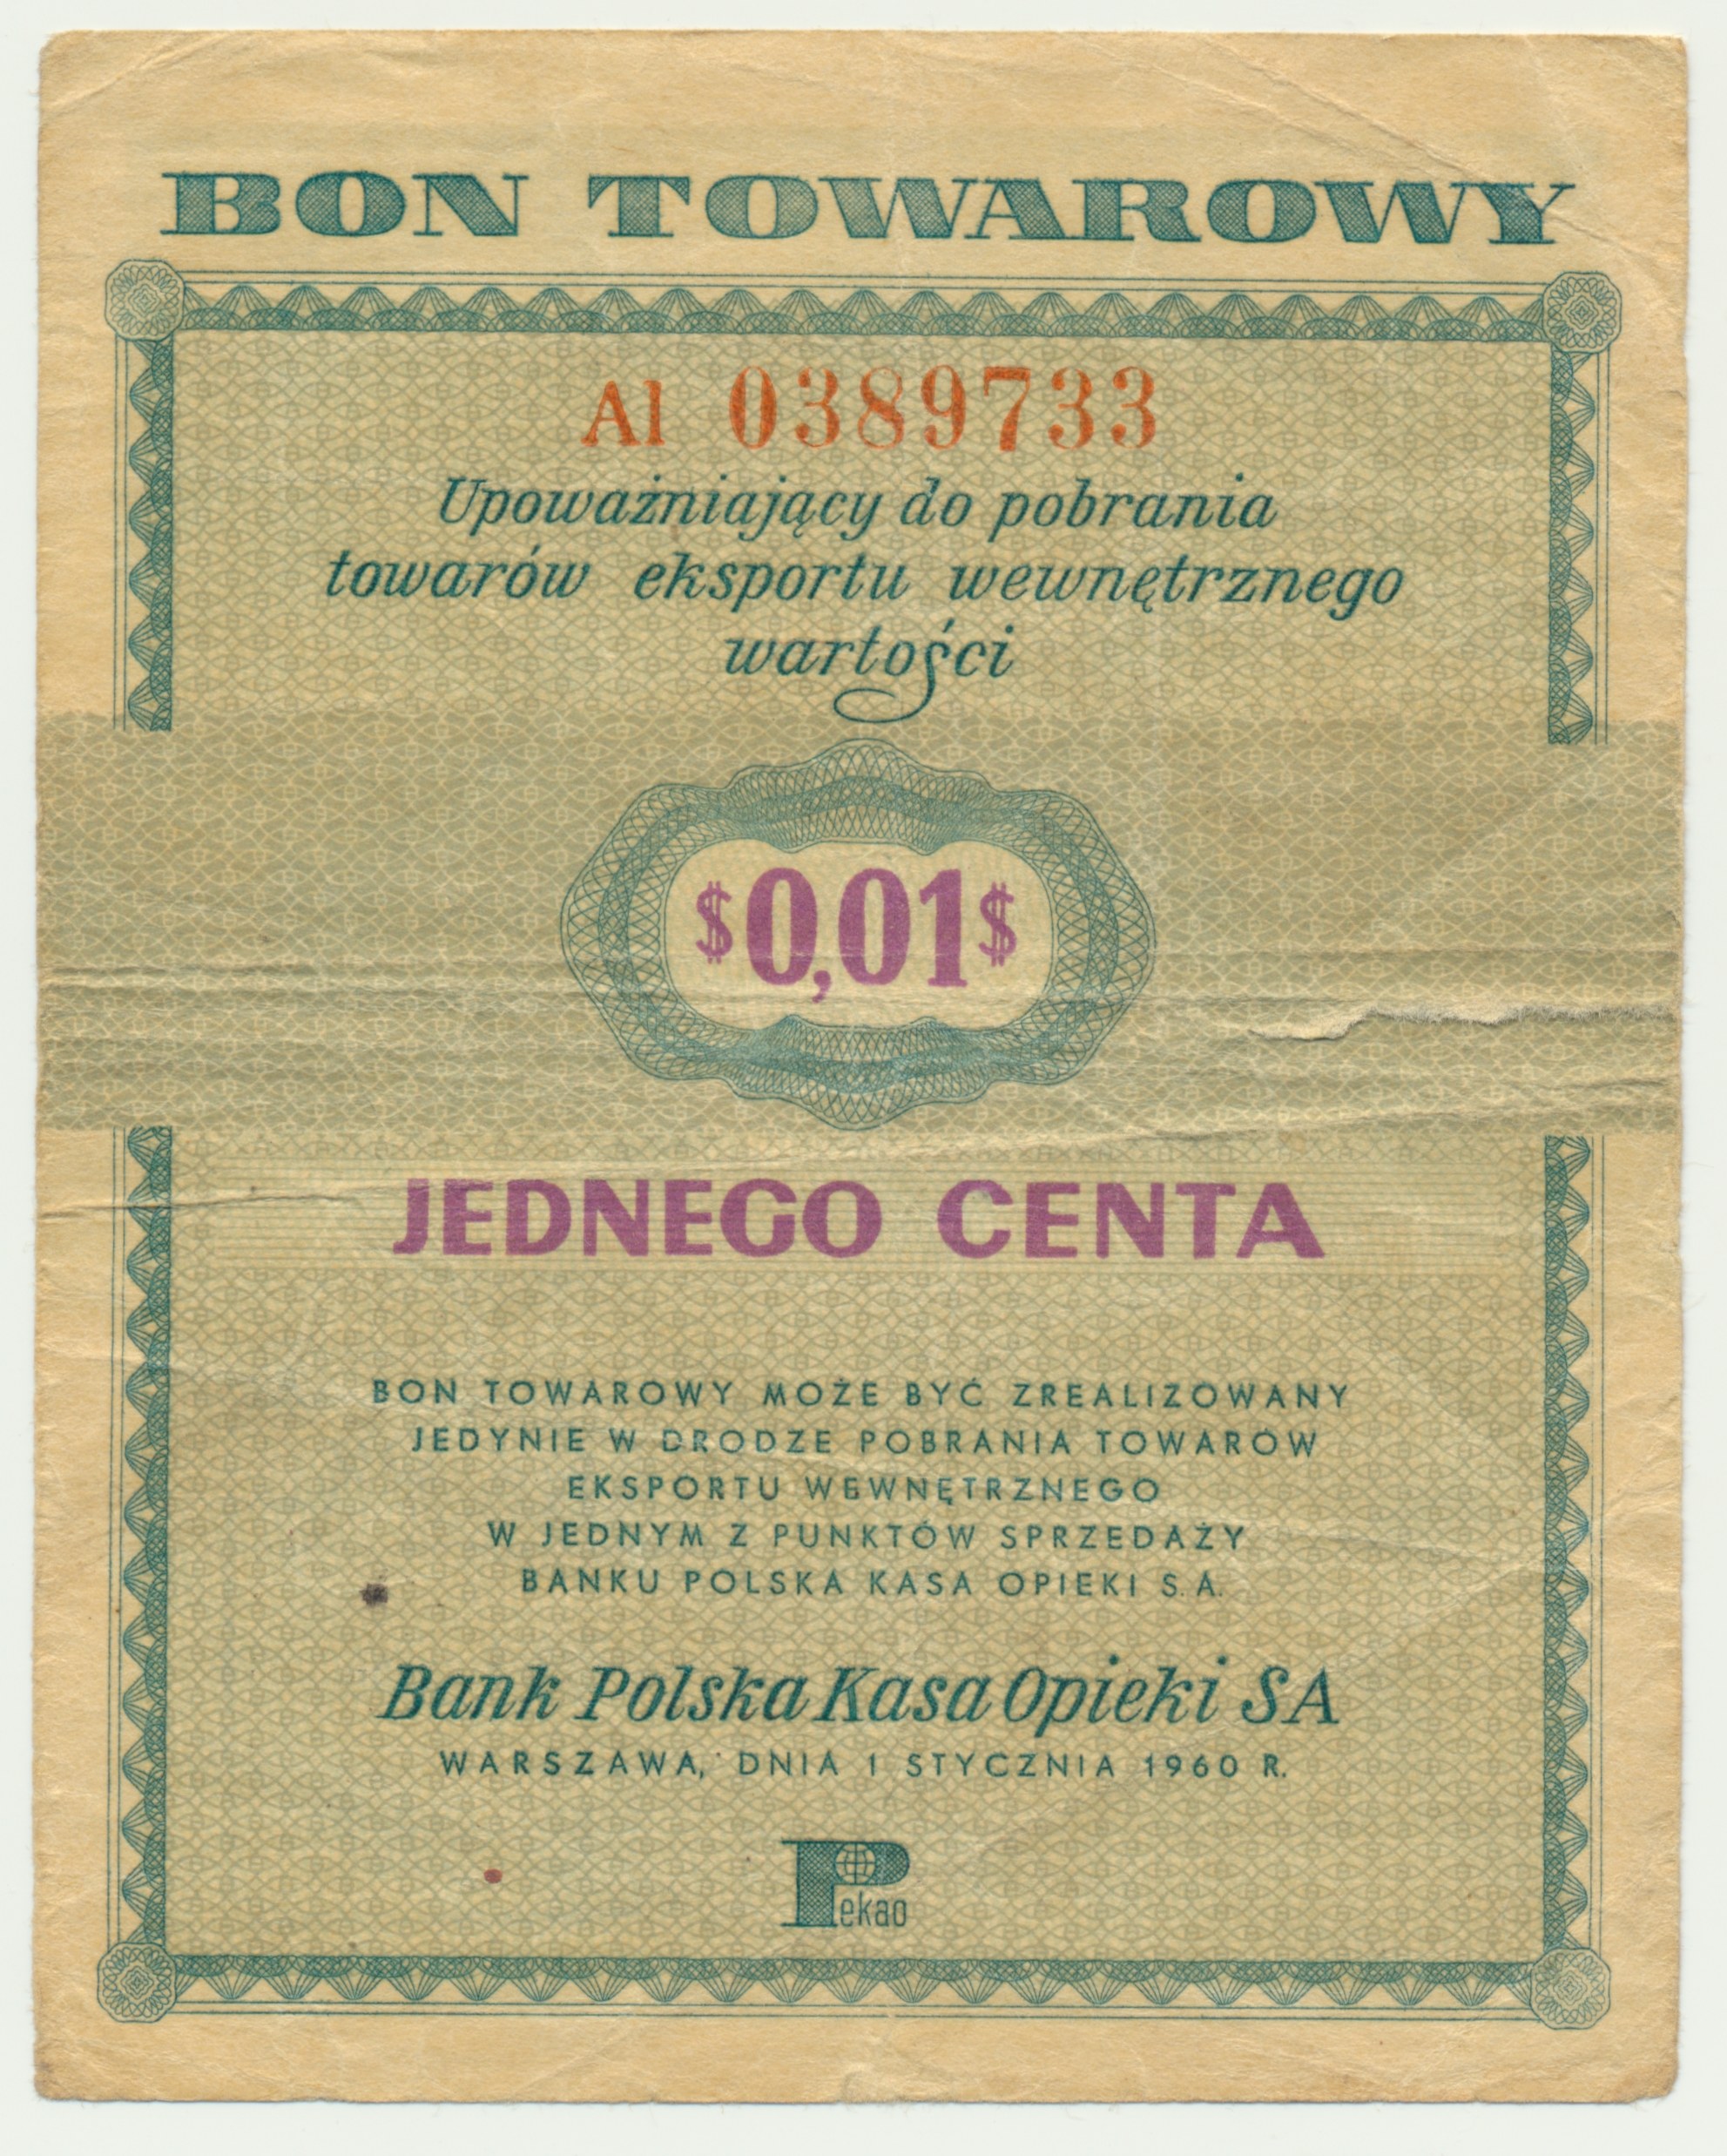 BON TOWAROWY
Al 0389733
Upoważniający do pobrania
towarów eksportu wewnętrznego
wartości
$0,01$
JEDNEGO CENTA
BON TOWAROWY MOŻE BYĆ ZREALIZOWANY
JEDYNIE W DRODZE POBRANIA TOWARÓW
EKSPORTU WEWNĘTRZNEGO
W JEDNYM Z PUNKTÓW SPRZEDAŻY
BANKU POLSKA KASA OPIEKI S. A.
Bank Polska Kasa Opieki SA
WARSZAWA, DNIA 1 STYCZNIA 1960 R.
Pekao